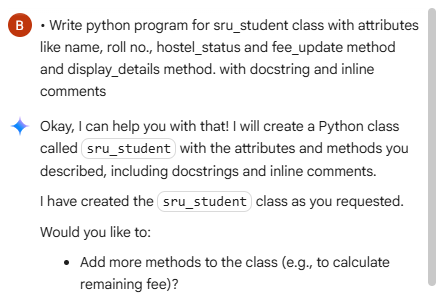 B
• Write python program for sru_student class with attributes
like name, roll no., hostel_status and fee_update method
and display_details method. with docstring and inline
comments
Okay, I can help you with that! I will create a Python class
called sru_student with the attributes and methods you
described, including docstrings and inline comments.
I have created the sru_student class as you requested.
Would you like to:
• Add more methods to the class (e.g., to calculate
remaining fee)?